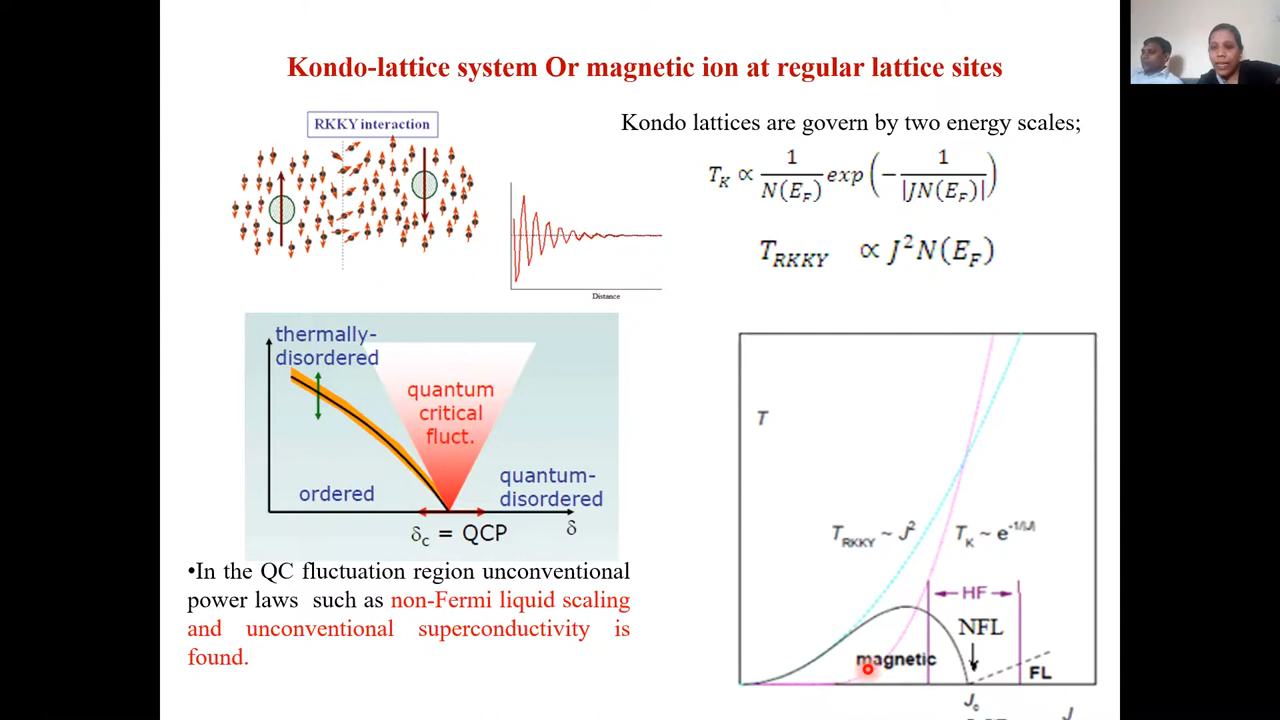 Kondo-lattice system Or magnetic ion at regular lattice sites
RKKY interaction
Kondo lattices are govern by two energy scales;
T_K ∝ 1/N(E_F) exp(−1/|JN(E_F)|)
T_RKKY ∝ J²N(E_F)
Distance
thermally-
disordered
quantum
critical
fluct.
ordered
quantum-
disordered
δc = QCP
δ
•In the QC fluctuation region unconventional
power laws such as non-Fermi liquid scaling
and unconventional superconductivity is
found.
T
T_RKKY ~ J²
T_K ~ e^-1/|J|
HF
NFL
magnetic
FL
J_c
J